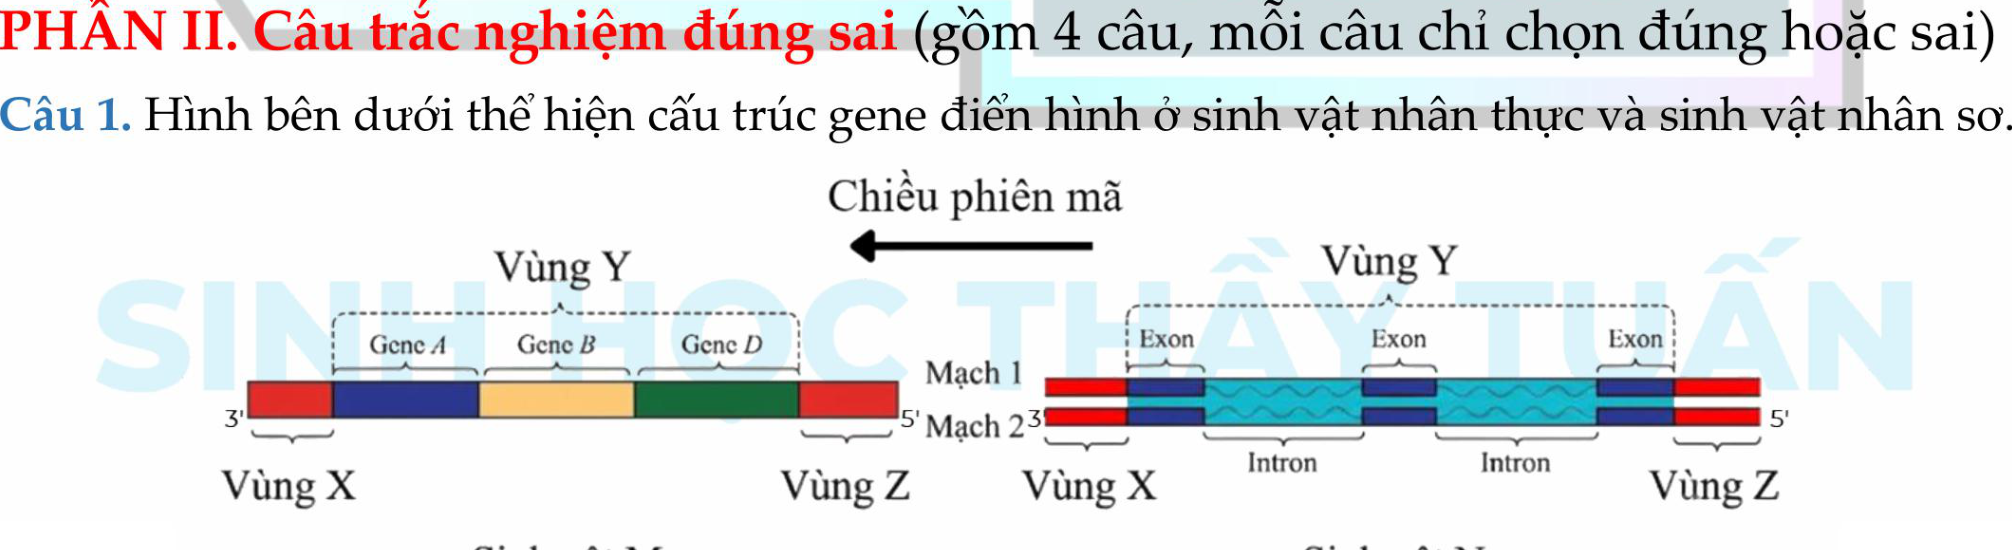 PHẦN II. Câu trắc nghiệm đúng sai (gồm 4 câu, mỗi câu chỉ chọn đúng hoặc sai)
Câu 1. Hình bên dưới thể hiện cấu trúc gene điển hình ở sinh vật nhân thực và sinh vật nhân sơ.
Chiều phiên mã
Vùng Y
Vùng Y
SINH HỌC THẦY TUẤN
Gene A Gene B Gene D
Exon Exon Exon
Mạch 1
3' 5' Mạch 2 3' 5'
Intron Intron
Vùng X Vùng Z Vùng X Vùng Z